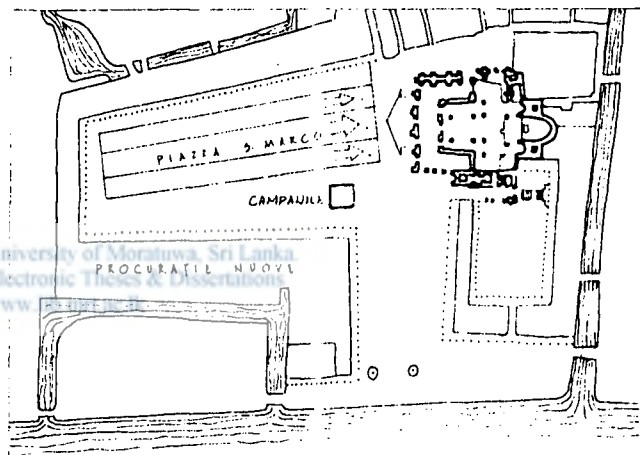 PIAZZA S. MARCO
CAMPANILE
University of Moratuwa, Sri Lanka.
Electronic Theses & Dissertations
PROCURATIE NUOVE